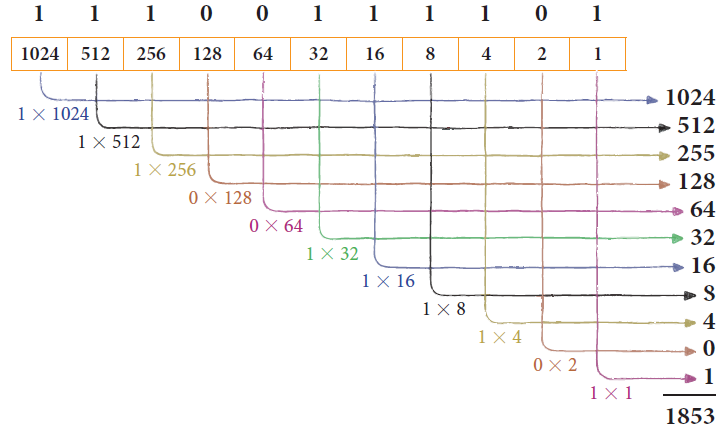 1 1 1 0 0 1 1 1 1 0 1
1024 512 256 128 64 32 16 8 4 2 1
1024
1 × 1024
512
1 × 512
255
1 × 256
128
0 × 128
64
0 × 64
32
1 × 32
16
1 × 16
8
1 × 8
4
1 × 4
0
0 × 2
1
1 × 1
1853